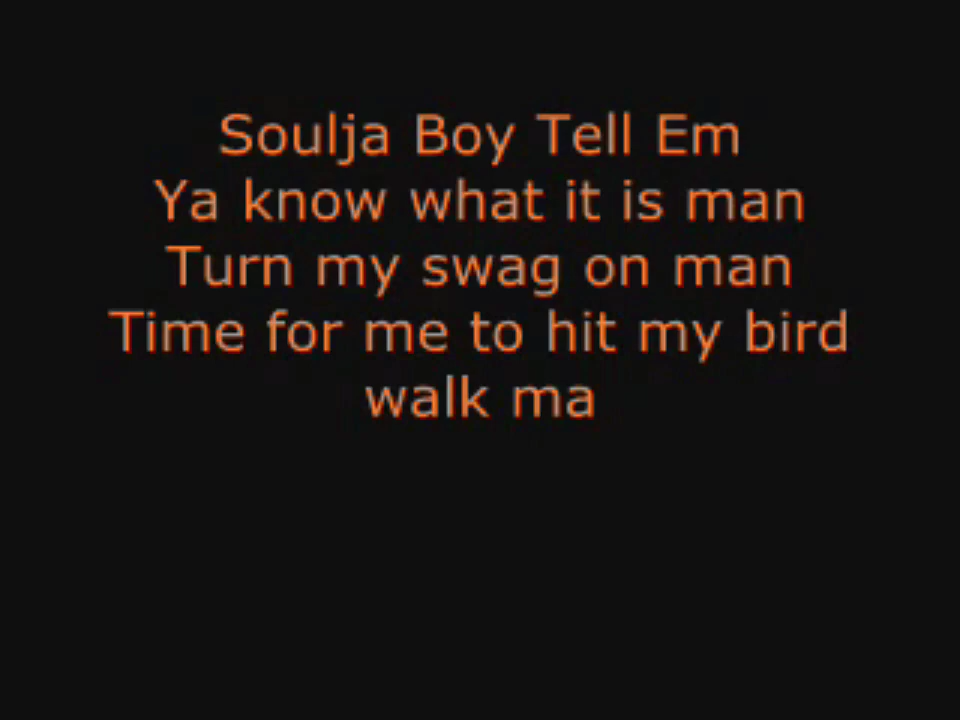 Soulja Boy Tell Em
Ya know what it is man
Turn my swag on man
Time for me to hit my bird
walk ma